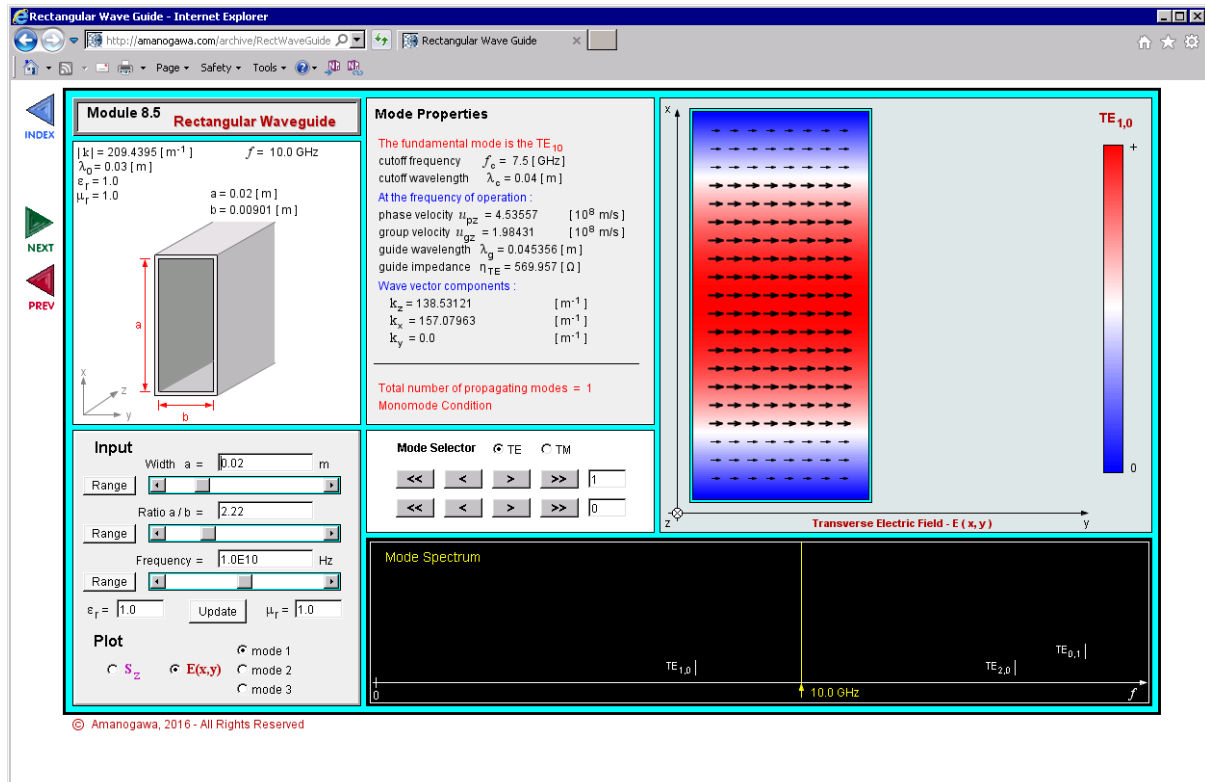 Rectangular Wave Guide - Internet Explorer
http://amanogawa.com/archive/RectWaveGuide
Rectangular Wave Guide
Page
Safety
Tools
INDEX
NEXT
PREV
Module 8.5 Rectangular Waveguide
|k| = 209.4395 [ m-1 ] f = 10.0 GHz
λ0 = 0.03 [ m ]
εr = 1.0
μr = 1.0
a = 0.02 [ m ]
b = 0.00901 [ m ]
a
b
x
z
y
Input
Width a = 0.02 m
Range
Ratio a / b = 2.22
Range
Frequency = 1.0E10 Hz
Range
εr = 1.0 Update μr = 1.0
Plot
Sz E(x,y)
mode 1
mode 2
mode 3
Mode Properties
The fundamental mode is the TE10
cutoff frequency fc = 7.5 [ GHz ]
cutoff wavelength λc = 0.04 [ m ]
At the frequency of operation :
phase velocity upz = 4.53557 [ 10^8 m/s ]
group velocity ugz = 1.98431 [ 10^8 m/s ]
guide wavelength λg = 0.045356 [ m ]
guide impedance ηTE = 569.957 [ Ω ]
Wave vector components :
kz = 138.53121 [ m-1 ]
kx = 157.07963 [ m-1 ]
ky = 0.0 [ m-1 ]
Total number of propagating modes = 1
Monomode Condition
Mode Selector TE TM
<< < > >> 1
<< < > >> 0
x
z
y
Transverse Electric Field - E ( x, y )
TE1,0
+
0
Mode Spectrum
TE1,0
TE2,0
TE0,1
0
10.0 GHz
f
© Amanogawa, 2016 - All Rights Reserved